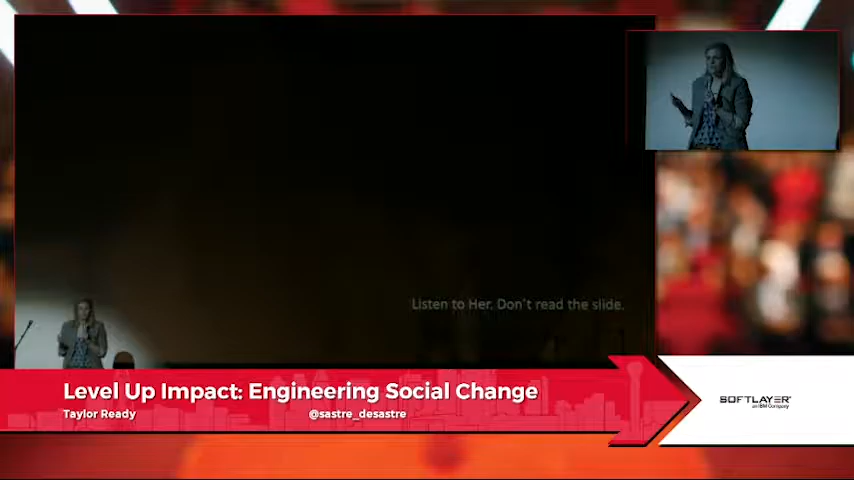 Listen to Her. Don't read the slide.
Level Up Impact: Engineering Social Change
Taylor Ready
@sastre_desastre
SOFTLAYER
an IBM Company